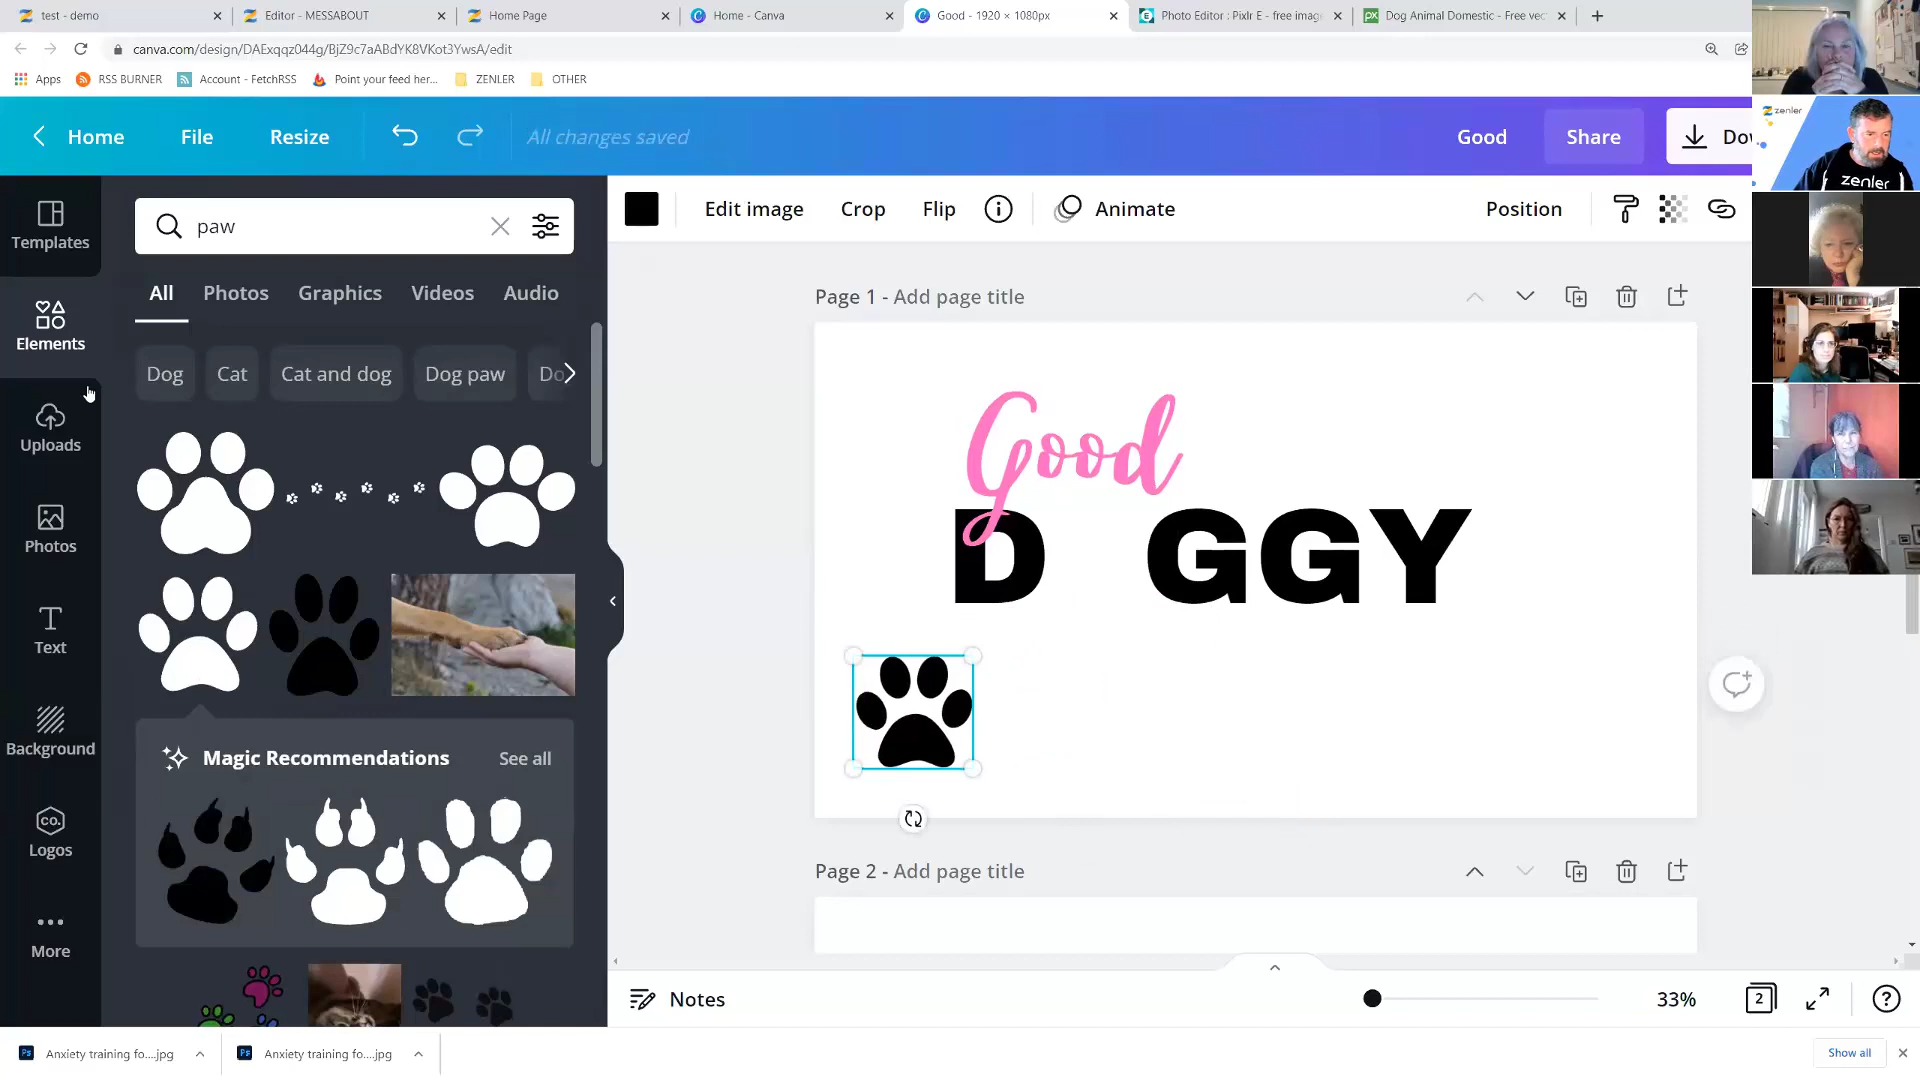 test - demo
Editor - MESSABOUT
Home Page
Home - Canva
Good - 1920 × 1080px
Photo Editor : Pixlr E - free imag
Dog Animal Domestic - Free vec
canva.com/design/DAExqqz044g/BjZ9c7aABdYK8VKot3YwsA/edit
Apps
RSS BURNER
Account - FetchRSS
Point your feed her...
ZENLER
OTHER
Home
File
Resize
All changes saved
Good
Share
Do
zenler
zenler
Templates
Elements
Uploads
Photos
Text
Background
CO.
Logos
More
paw
All
Photos
Graphics
Videos
Audio
Dog
Cat
Cat and dog
Dog paw
Do
Magic Recommendations
See all
Edit image
Crop
Flip
Animate
Position
Page 1 - Add page title
Good
D GGY
Page 2 - Add page title
Notes
33%
2
Anxiety training fo....jpg
Anxiety training fo....jpg
Show all